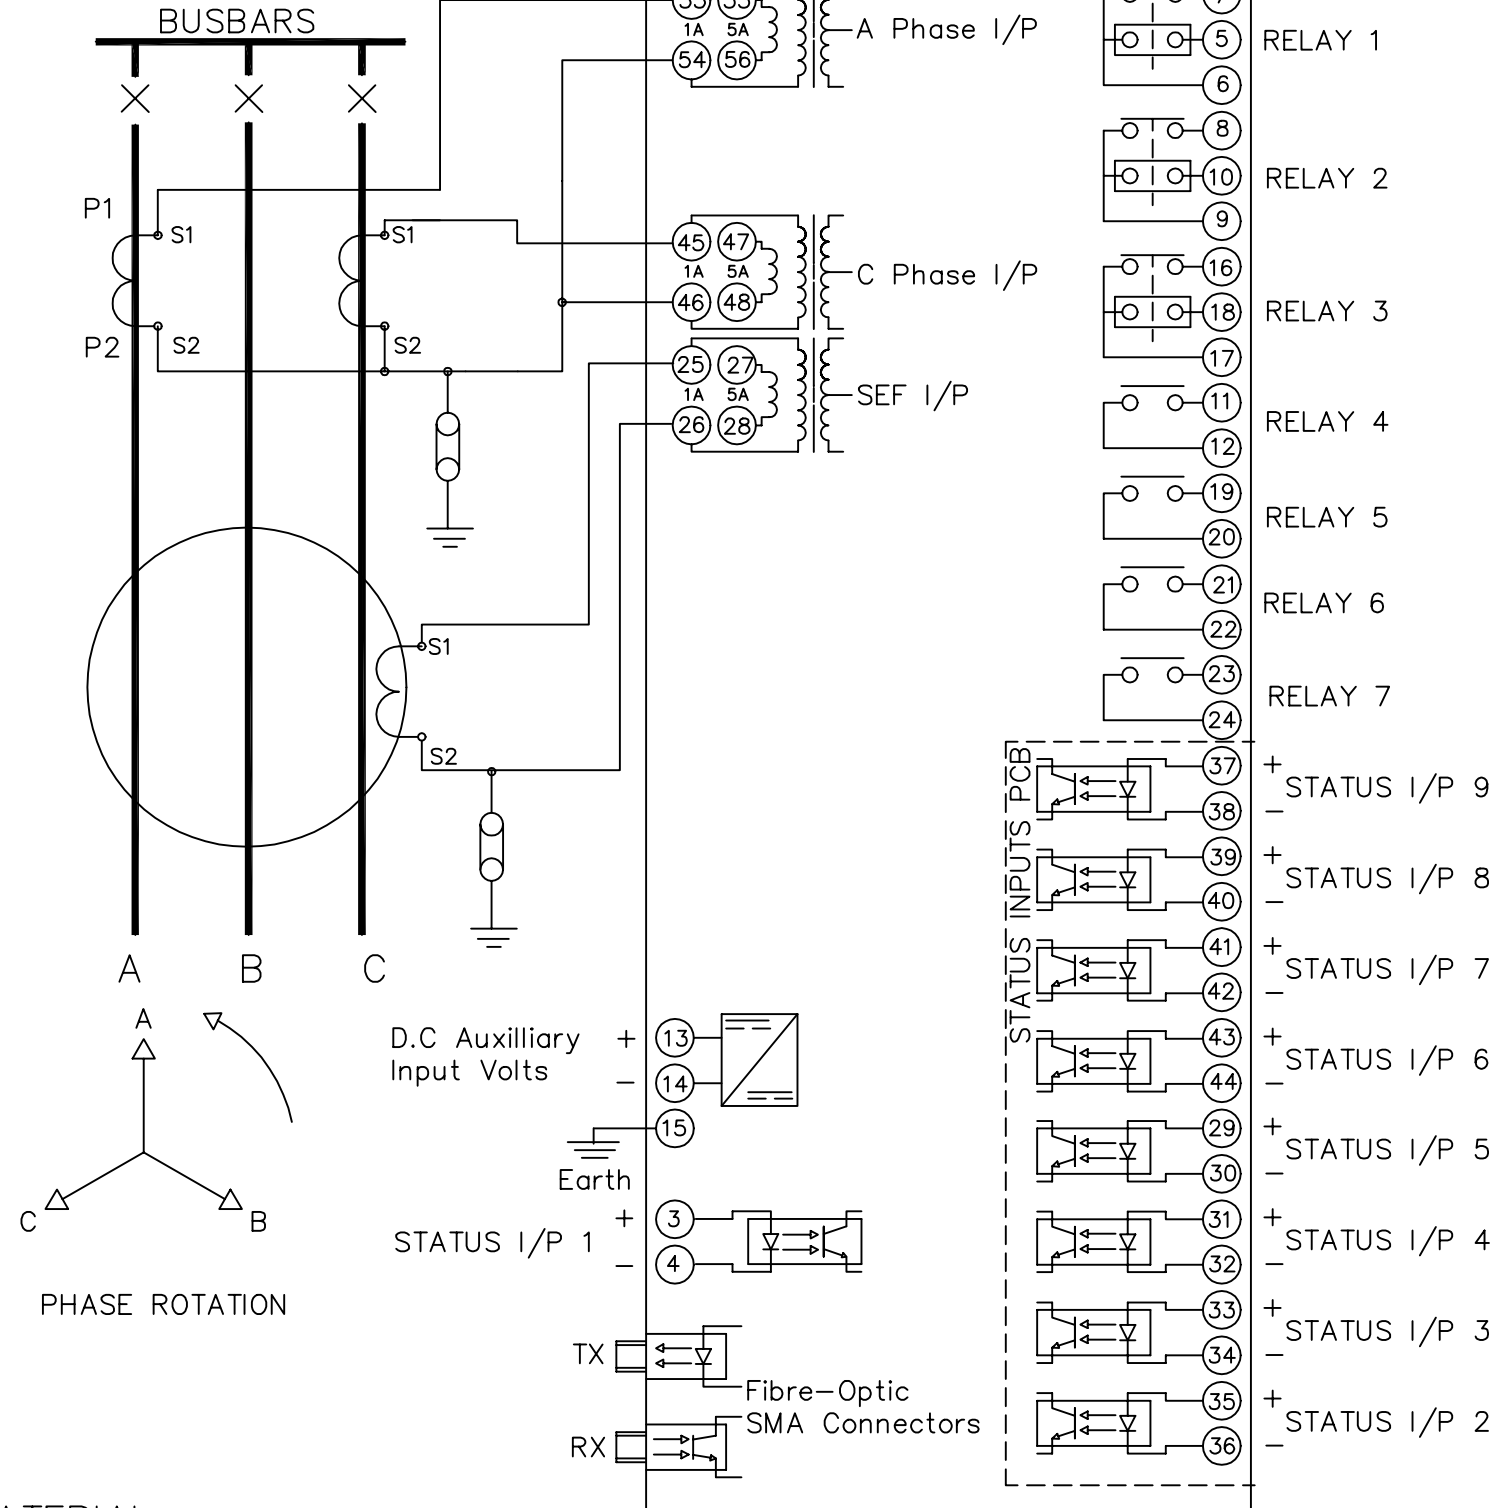 BUSBARS
53 53
1A 5A
54 56
A Phase I/P
P1
S1
S1
P2
S2
S2
45 47
1A 5A
46 48
C Phase I/P
25 27
1A 5A
26 28
SEF I/P
S1
S2
A B C
A
C
B
PHASE ROTATION
D.C Auxilliary
Input Volts
+ 13
− 14
15
Earth
STATUS I/P 1
+ 3
− 4
TX
RX
Fibre-Optic
SMA Connectors
7
5
6
RELAY 1
8
10
9
RELAY 2
16
18
17
RELAY 3
11
12
RELAY 4
19
20
RELAY 5
21
22
RELAY 6
23
24
RELAY 7
STATUS INPUTS PCB
37 +
38 −
STATUS I/P 9
39 +
40 −
STATUS I/P 8
41 +
42 −
STATUS I/P 7
43 +
44 −
STATUS I/P 6
29 +
30 −
STATUS I/P 5
31 +
32 −
STATUS I/P 4
33 +
34 −
STATUS I/P 3
35 +
36 −
STATUS I/P 2